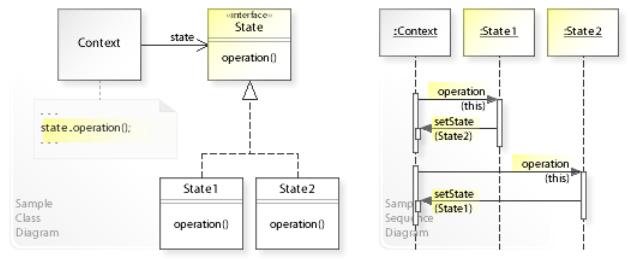 «interface»
State
Context
state
operation()
. . .
state.operation();
. . .
State1
State2
operation()
operation()
Sample
Class
Diagram
:Context
:State1
:State2
operation
(this)
setState
(State2)
operation
(this)
setState
(State1)
Sample
Sequence
Diagram